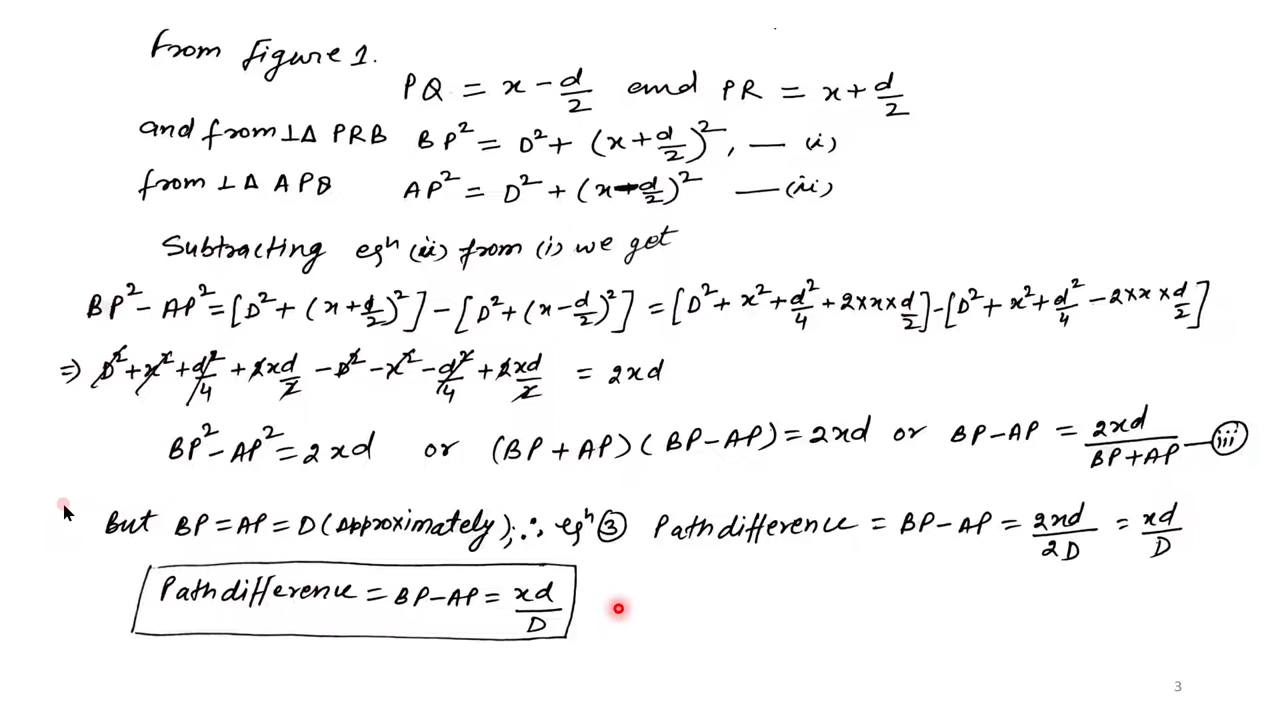 from figure 1.
PQ = x - d/2 and PR = x + d/2
and from ⊥Δ PRB BP² = D² + (x + d/2)², — (i)
from ⊥Δ APQ AP² = D² + (x - d/2)² — (ii)
Subtracting eqⁿ (ii) from (i) we get
BP² - AP² = [D² + (x + d/2)²] - [D² + (x - d/2)²] = [D² + x² + d²/4 + 2 × x × d/2] - [D² + x² + d²/4 - 2 × x × d/2]
⇒ D² + x² + d²/4 + 2xd/2 - D² - x² - d²/4 + 2xd/2 = 2xd
BP² - AP² = 2xd or (BP + AP) (BP - AP) = 2xd or BP - AP = 2xd/BP + AP — (iii)
But BP = AP = D (Approximately), ∴ eqⁿ ③ Path difference = BP - AP = 2xd/2D = xd/D
Path difference = BP - AP = xd/D
3